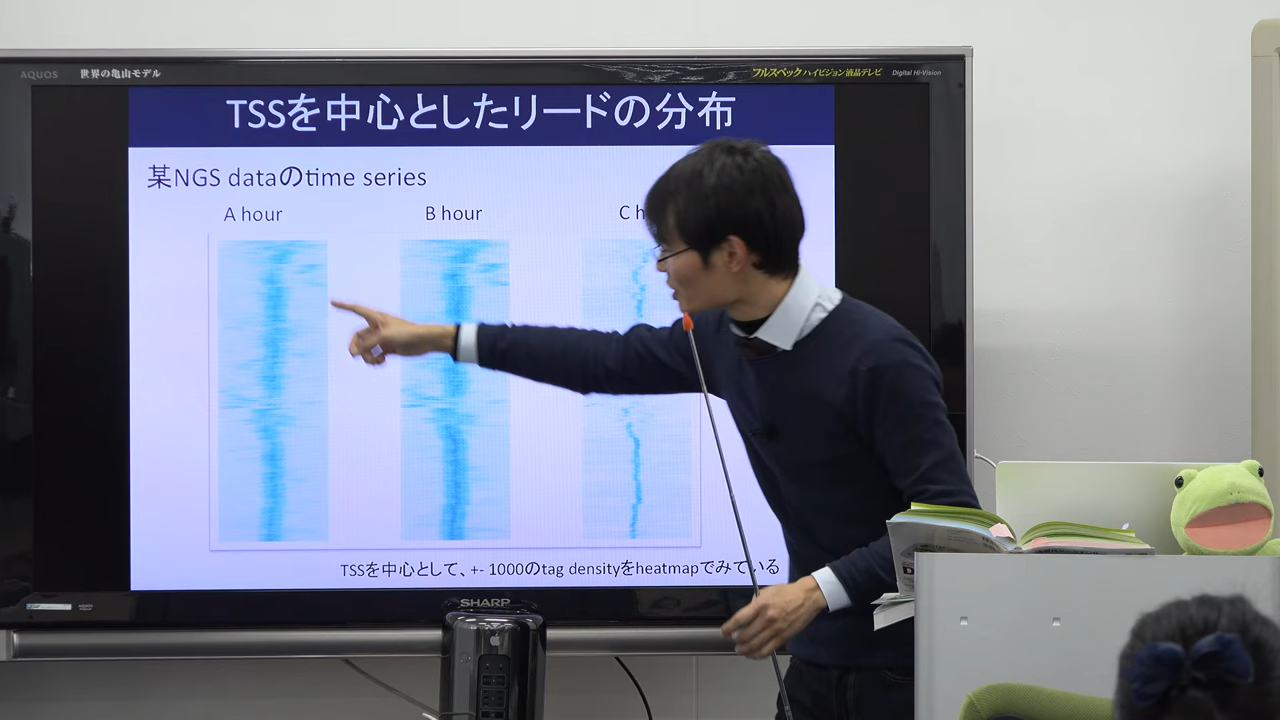 AQUOS 世界の亀山モデル フルスペックハイビジョン液晶テレビ Digital Hi-Vision
TSSを中心としたリードの分布
某NGS dataのtime series
A hour B hour C h
TSSを中心として、+- 1000のtag densityをheatmapでみている
AQUOS
SHARP